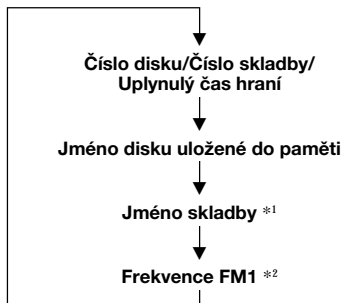 Číslo disku/Číslo skladby/
Uplynulý čas hraní
Jméno disku uložené do paměti
Jméno skladby *1
Frekvence FM1 *2